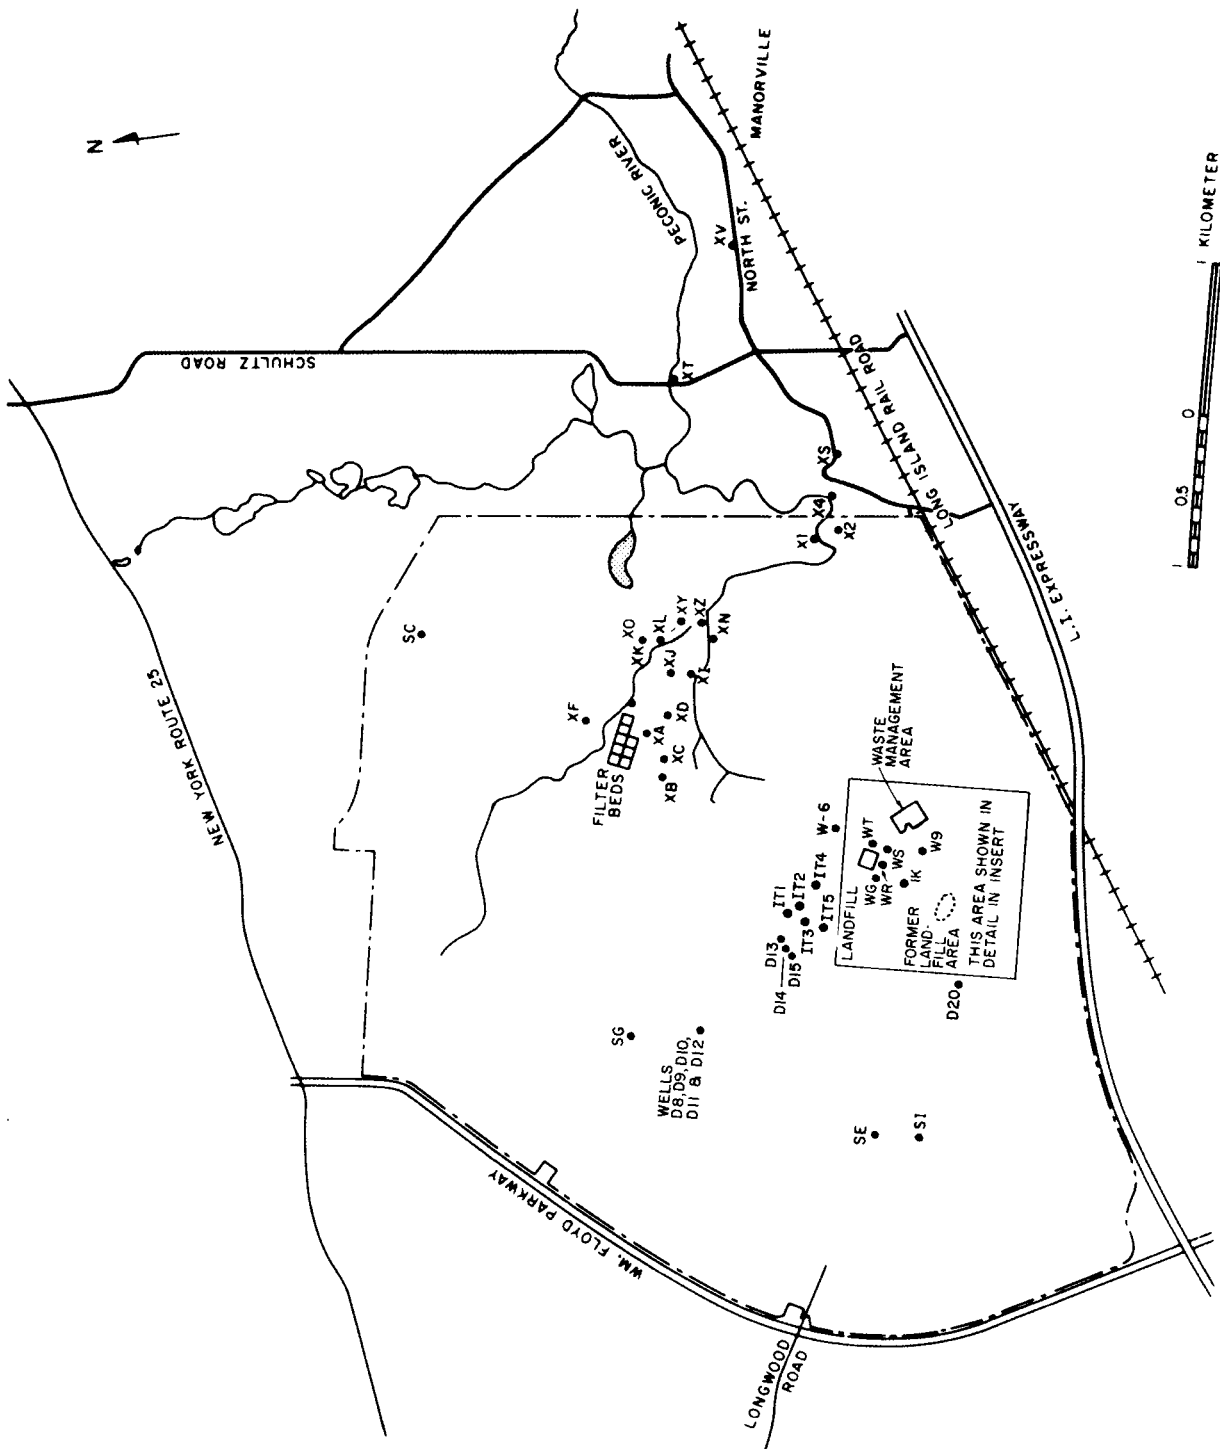 N
MANORVILLE
PECONIC RIVER
XV
NORTH ST.
1 KILOMETER
SCHULTZ ROAD
XT
LONG ISLAND RAIL ROAD
0
XS
0.5
X4
X2
X1
L.I. EXPRESSWAY
1
NEW YORK ROUTE 25
SC
XO
XL
XY
XZ
XK
XJ
XN
XI
XF
XD
XA
XC
XB
FILTER
BEDS
WASTE
MANAGEMENT
AREA
W-6
WT
WS
W9
WG
WR
IK
IT4
IT1
IT2
IT3
IT5
LANDFILL
FORMER
LAND-
FILL
AREA
THIS AREA SHOWN IN
DETAIL IN INSERT
D13
D14
D15
D20
SG
WELLS
D8, D9, D10,
D11 & D12
SE
SI
WM. FLOYD PARKWAY
LONGWOOD
ROAD